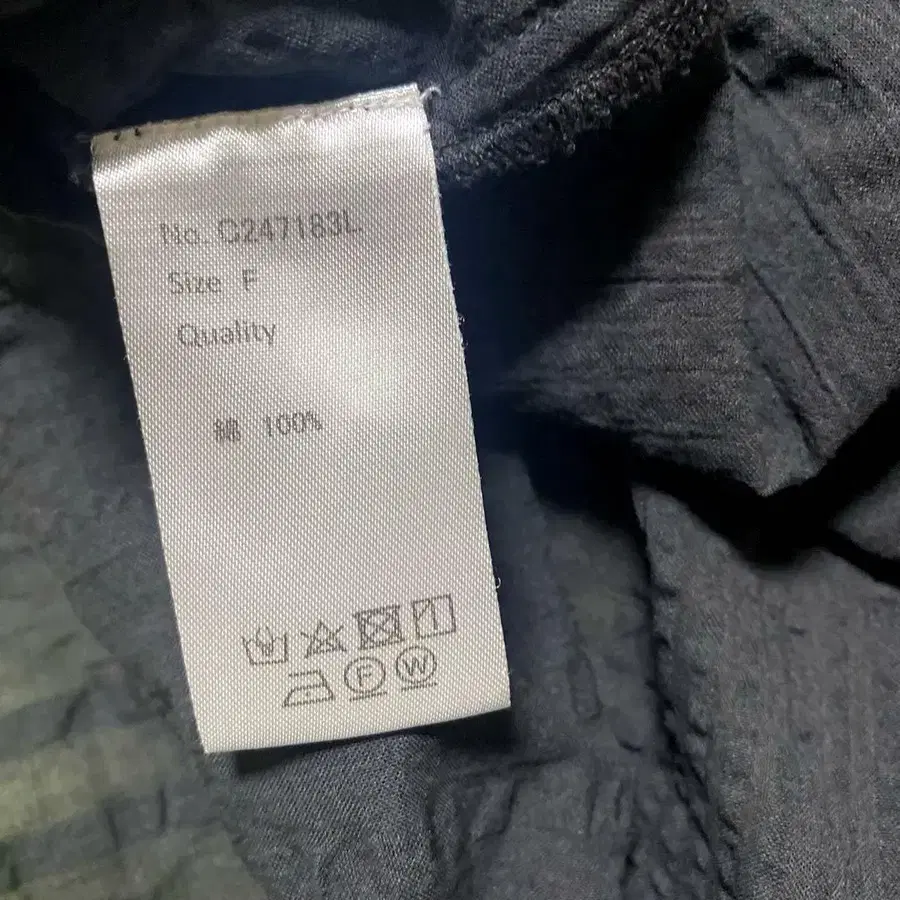 No. C247183L
Size F
Quality
綿 100%
F W